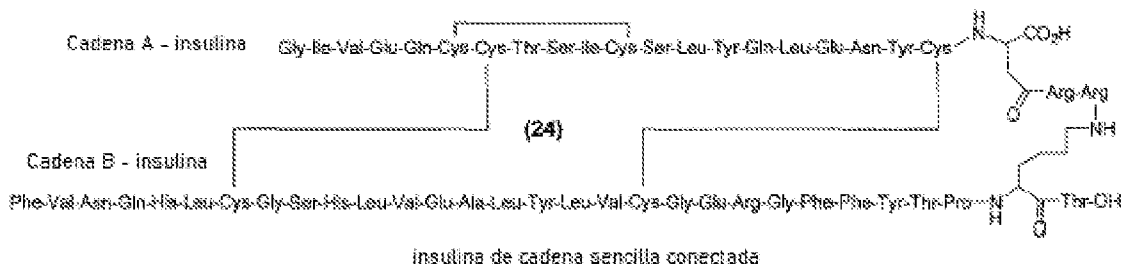 Cadena A - insulina
Gly-Ile-Val-Glu-Gln-Cys-Cys-Thr-Ser-Ile-Cys-Ser-Leu-Tyr-Gln-Leu-Glu-Asn-Tyr-Cys
N
H
CO₂H
O
Arg-Arg
NH
(24)
Cadena B - insulina
Phe-Val-Asn-Gln-His-Leu-Cys-Gly-Ser-His-Leu-Val-Glu-Ala-Leu-Tyr-Leu-Val-Cys-Gly-Glu-Arg-Gly-Phe-Phe-Tyr-Thr-Pro
N
H
O
Thr-OH
insulina de cadena sencilla conectada